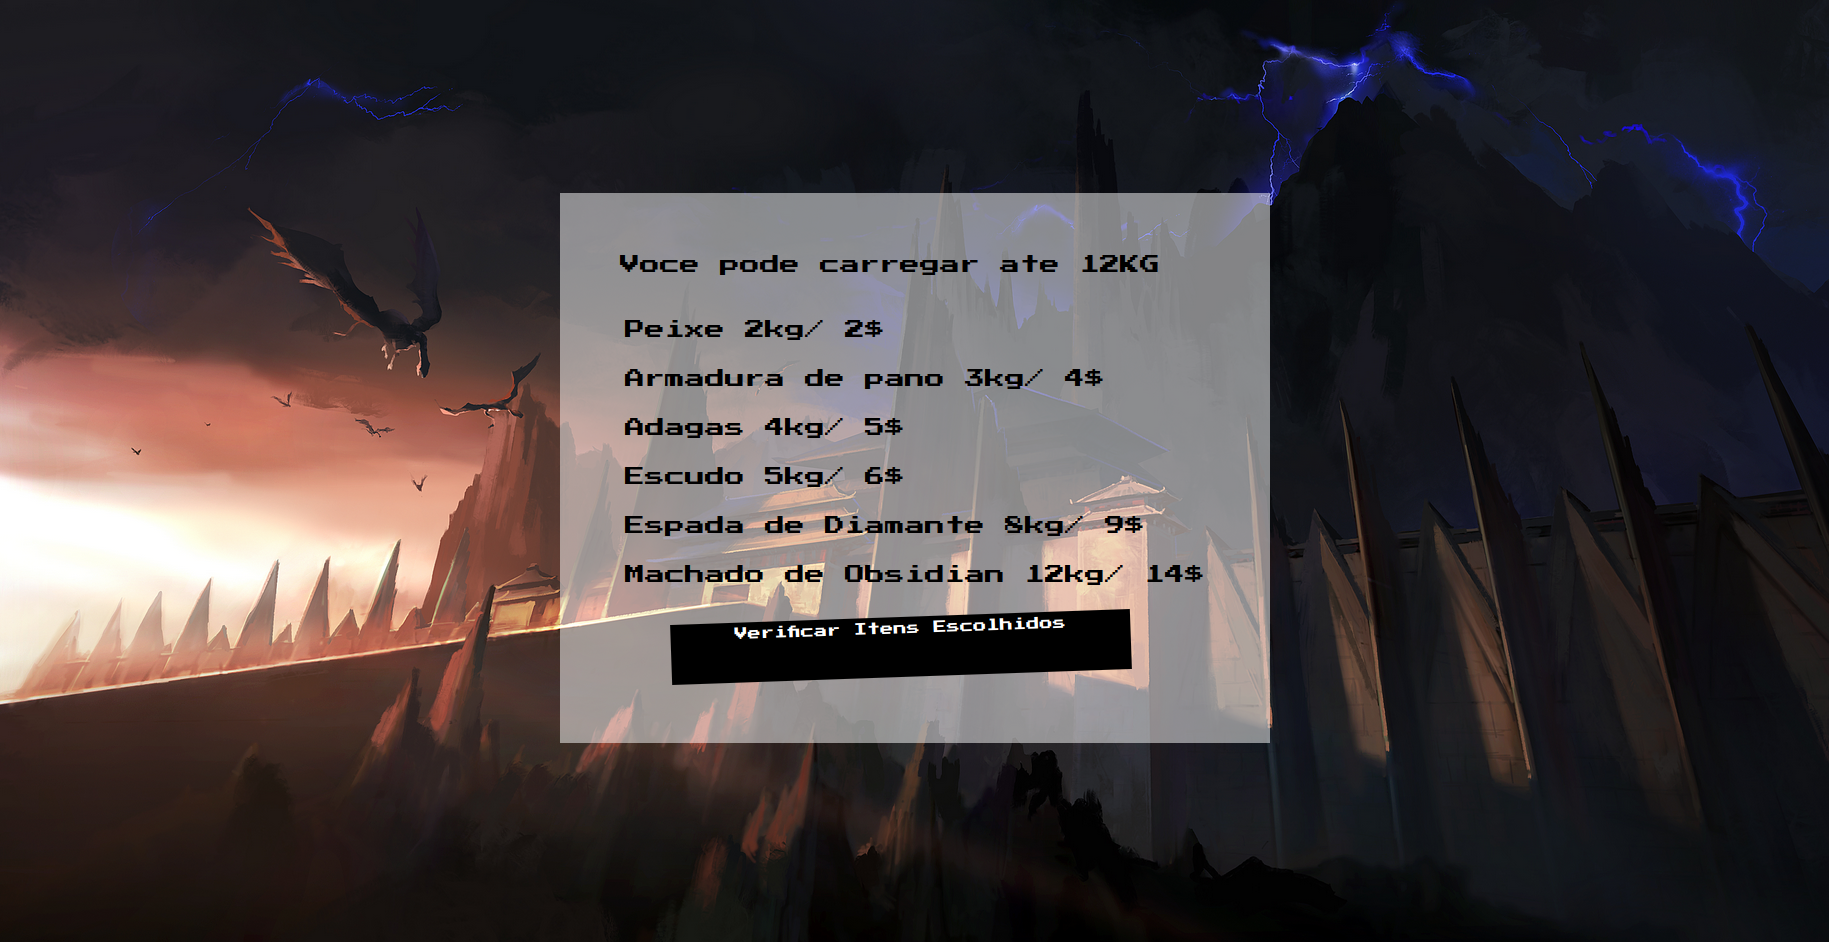 Voce pode carregar ate 12KG
Peixe 2kg/ 2$
Armadura de pano 3kg/ 4$
Adagas 4kg/ 5$
Escudo 5kg/ 6$
Espada de Diamante 8kg/ 9$
Machado de Obsidian 12kg/ 14$
Verificar Itens Escolhidos